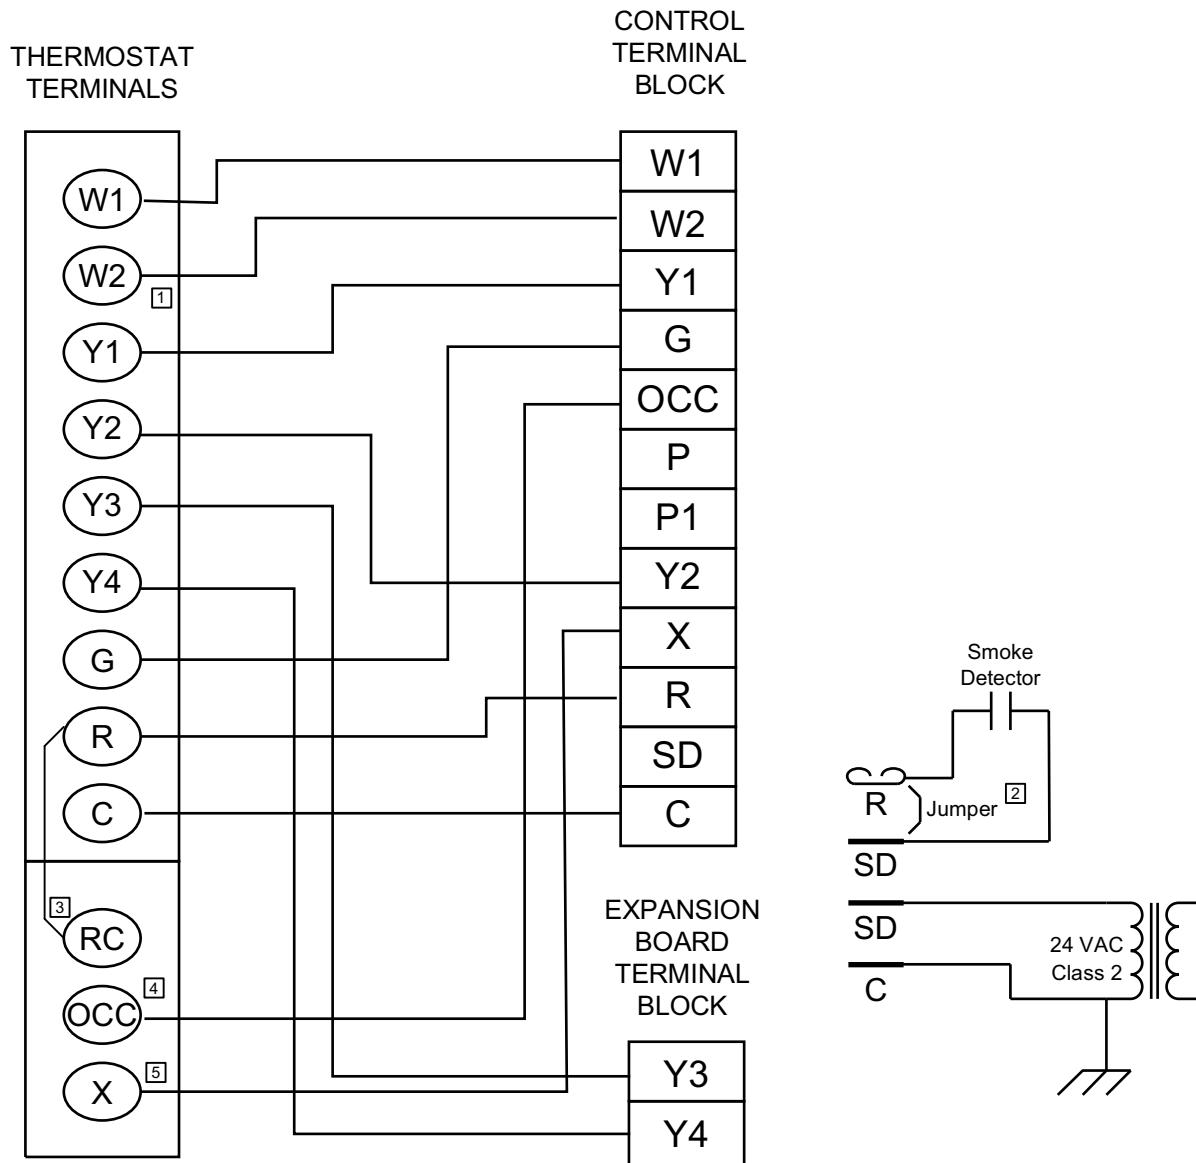 THERMOSTAT
TERMINALS
W1
W2
1
Y1
Y2
Y3
Y4
G
R
C
3
RC
4
OCC
5
X
CONTROL
TERMINAL
BLOCK
W1
W2
Y1
G
OCC
P
P1
Y2
X
R
SD
C
EXPANSION
BOARD
TERMINAL
BLOCK
Y3
Y4
Smoke
Detector
R
Jumper 2
SD
SD
C
24 VAC
Class 2